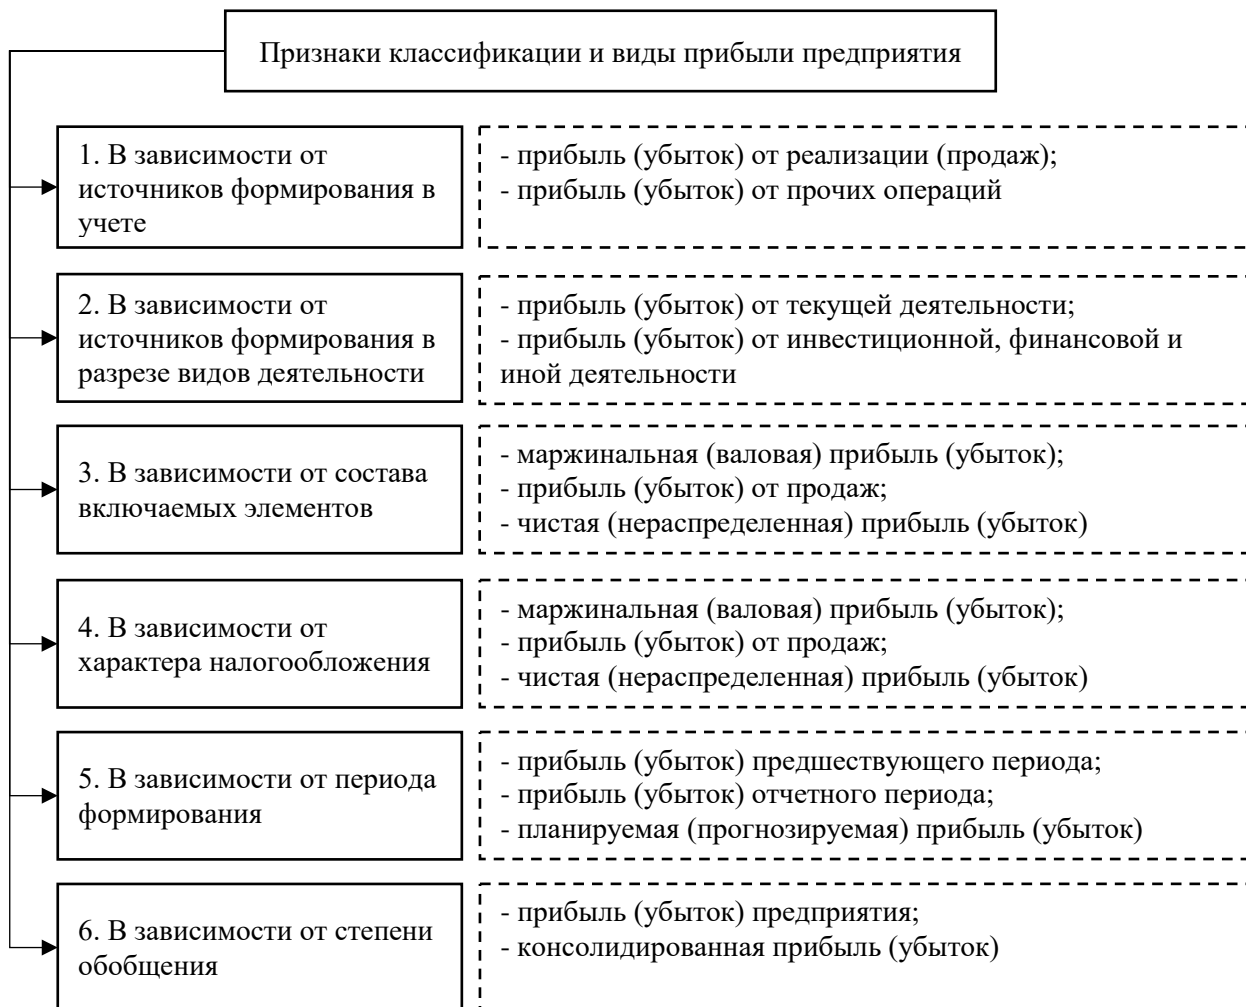 Признаки классификации и виды прибыли предприятия
1. В зависимости от
источников формирования в
учете
- прибыль (убыток) от реализации (продаж);
- прибыль (убыток) от прочих операций
2. В зависимости от
источников формирования в
разрезе видов деятельности
- прибыль (убыток) от текущей деятельности;
- прибыль (убыток) от инвестиционной, финансовой и
иной деятельности
3. В зависимости от состава
включаемых элементов
- маржинальная (валовая) прибыль (убыток);
- прибыль (убыток) от продаж;
- чистая (нераспределенная) прибыль (убыток)
4. В зависимости от
характера налогообложения
- маржинальная (валовая) прибыль (убыток);
- прибыль (убыток) от продаж;
- чистая (нераспределенная) прибыль (убыток)
5. В зависимости от периода
формирования
- прибыль (убыток) предшествующего периода;
- прибыль (убыток) отчетного периода;
- планируемая (прогнозируемая) прибыль (убыток)
6. В зависимости от степени
обобщения
- прибыль (убыток) предприятия;
- консолидированная прибыль (убыток)